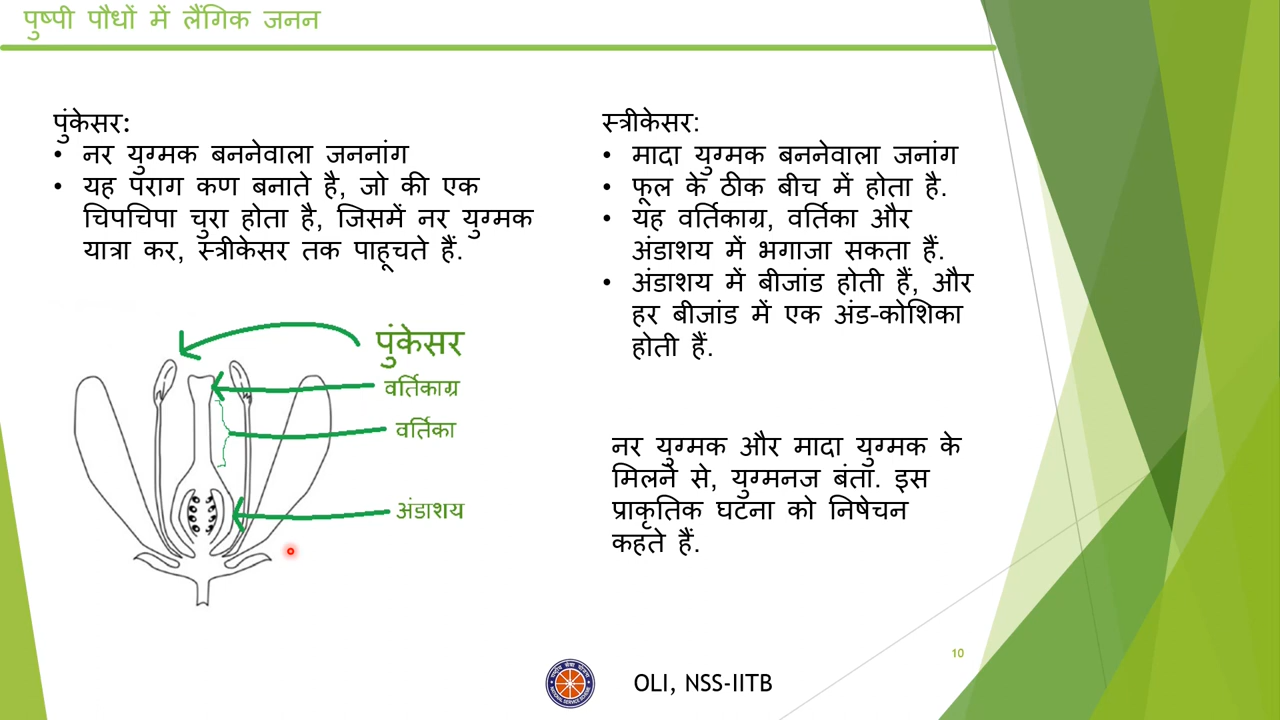 पुष्पी पौधों में लैंगिक जनन
पुंकेसर:
• नर युग्मक बननेवाला जननांग
• यह पराग कण बनाते है, जो की एक
चिपचिपा चुरा होता है, जिसमें नर युग्मक
यात्रा कर, स्त्रीकेसर तक पाहूचते हैं.
स्त्रीकेसर:
• मादा युग्मक बननेवाला जनांग
• फूल के ठीक बीच में होता है.
• यह वर्तिकाग्र, वर्तिका और
अंडाशय में भगाजा सकता हैं.
• अंडाशय में बीजांड होती हैं, और
हर बीजांड में एक अंड-कोशिका
होती हैं.
पुंकेसर
वर्तिकाग्र
वर्तिका
अंडाशय
नर युग्मक और मादा युग्मक के
मिलने से, युग्मनज बंता. इस
प्राकृतिक घटना को निषेचन
कहते हैं.
10
OLI, NSS-IITB